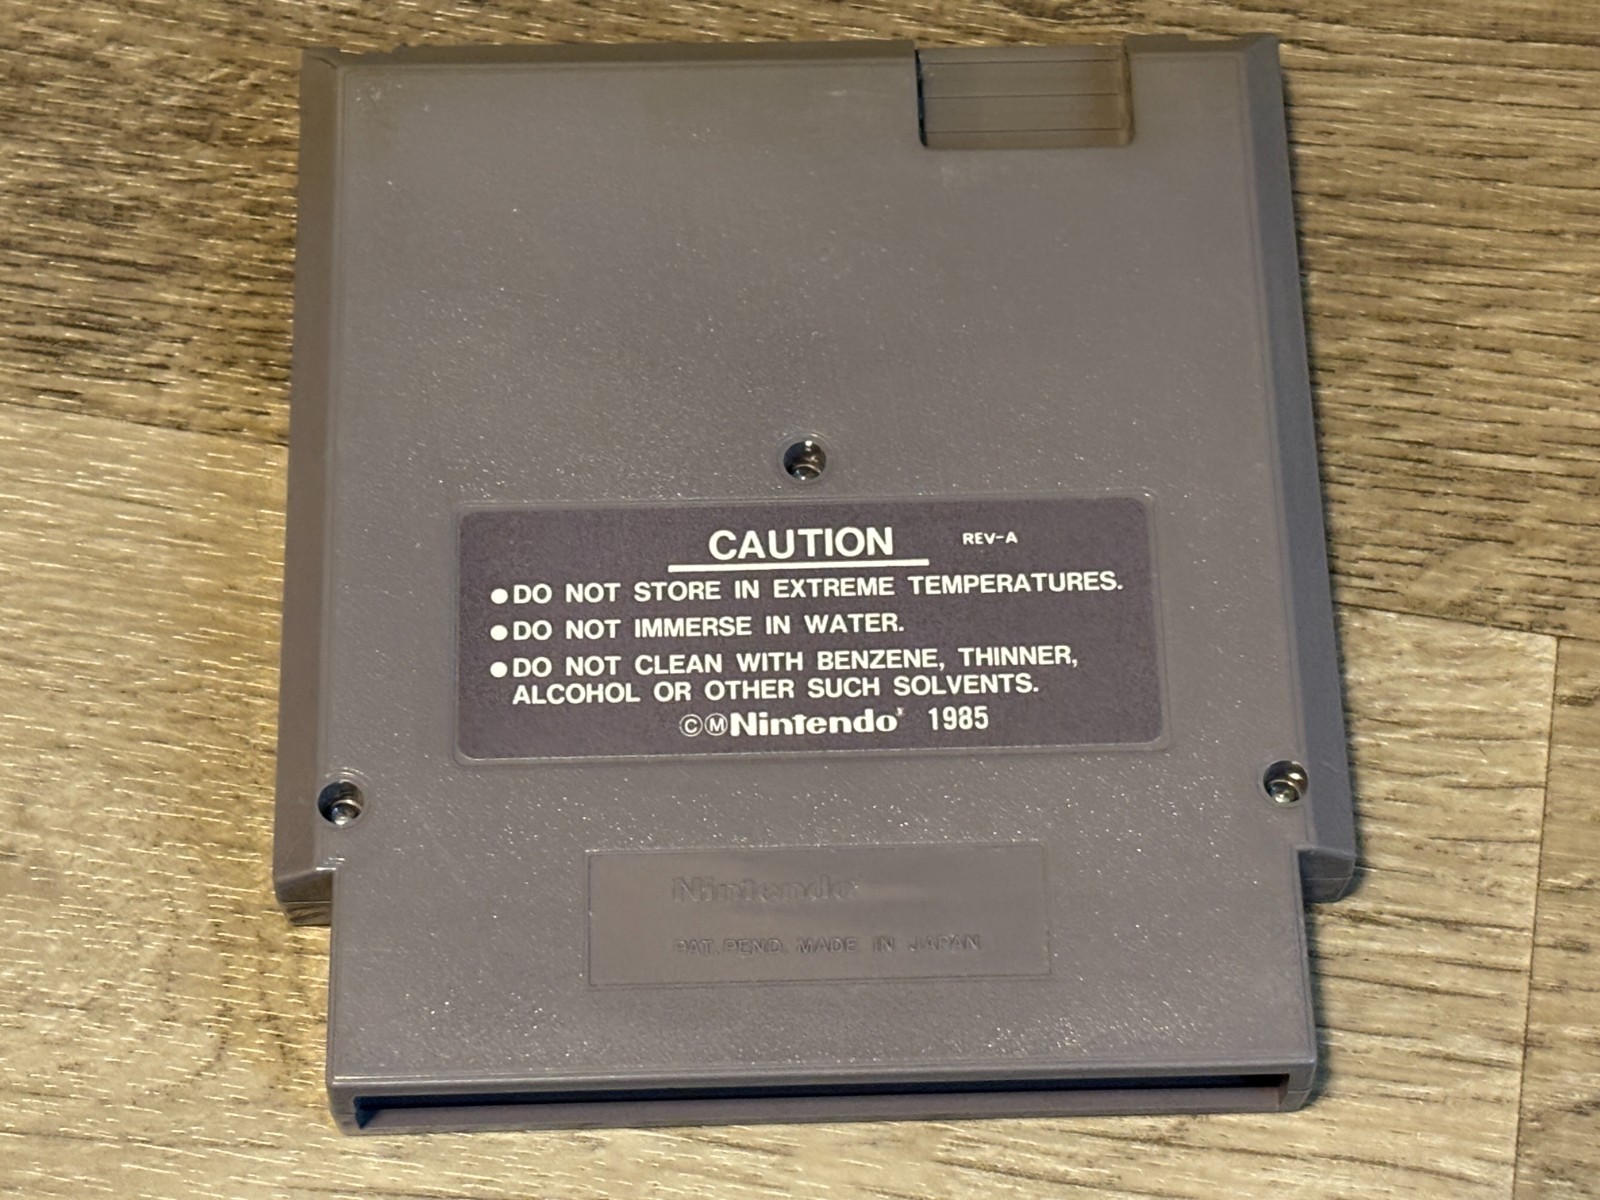 CAUTION REV-A
●DO NOT STORE IN EXTREME TEMPERATURES.
●DO NOT IMMERSE IN WATER.
●DO NOT CLEAN WITH BENZENE, THINNER,
ALCOHOL OR OTHER SUCH SOLVENTS.
©ⓂNintendo® 1985
Nintendo
PAT. PEND. MADE IN JAPAN